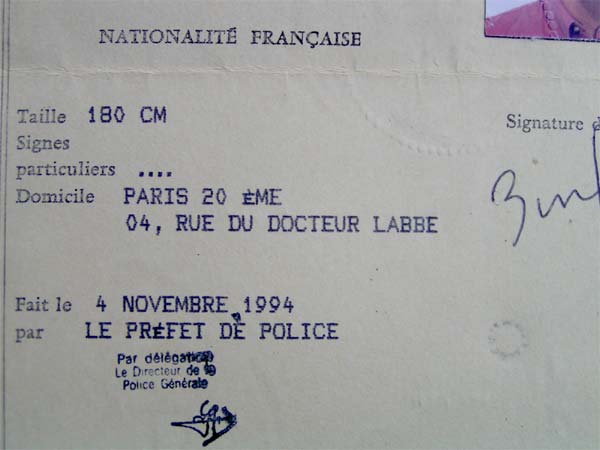 NATIONALITÉ FRANÇAISE
Taille 180 CM
Signes
particuliers ....
Domicile PARIS 20 ÈME
04, RUE DU DOCTEUR LABBE
Signature d
Fait le 4 NOVEMBRE 1994
par LE PRÉFET DE POLICE
Par délégation
Le Directeur de la
Police Générale